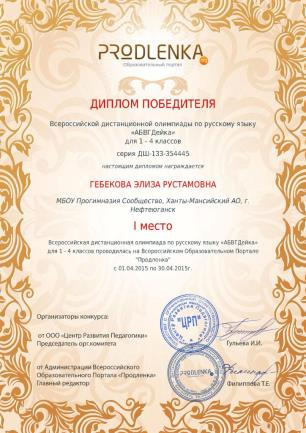 PRODLENKA
.org
Образовательный портал
ДИПЛОМ ПОБЕДИТЕЛЯ
Всероссийской дистанционной олимпиады по русскому языку
«АБВГДейка»
для 1 - 4 классов
серия ДШ-133-354445
настоящим дипломом награждается
ГЕБЕКОВА ЭЛИЗА РУСТАМОВНА
МБОУ Прогимназия Сообщество, Ханты-Мансийский АО, г.
Нефтеюганск
I место
Всероссийская дистанционная олимпиада по русскому языку «АБВГДейка»
для 1 - 4 классов проводилась на Всероссийском Образовательном Портале
"Продленка"
с 01.04.2015 по 30.04.2015г.
Организаторы конкурса:
от ООО «Центр Развития Педагогики»
Председатель орг.комитета
"ЦРП"
Гульева И.И.
от Администрации Всероссийского
Образовательного Портала «Продленка»
Главный редактор
PRODLENKA
Филиппова Т.Е.